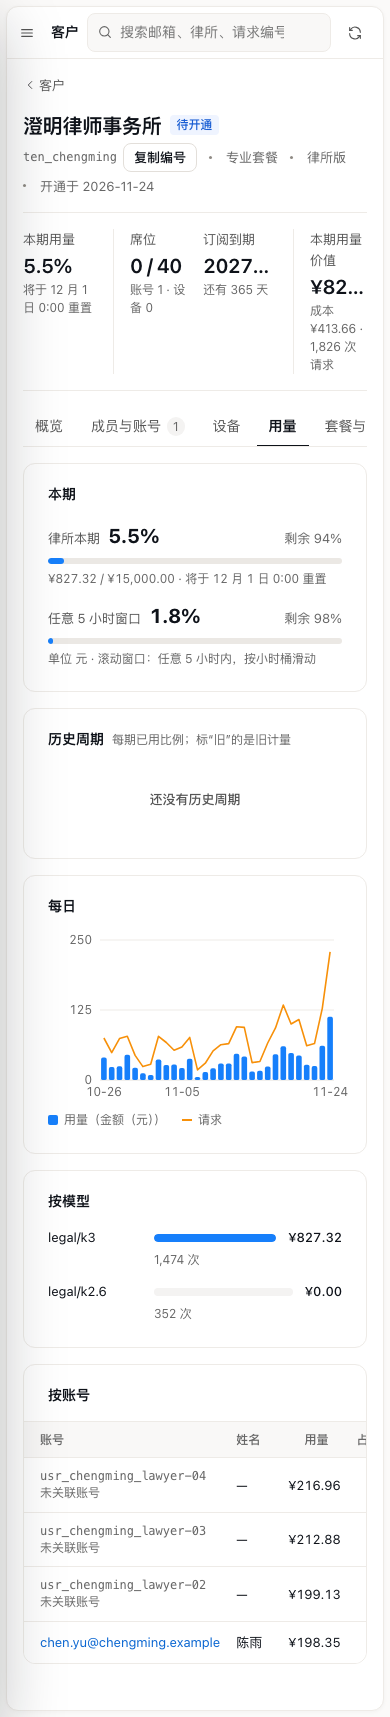 客户
搜索邮箱、律所、请求编号
客户
澄明律师事务所 待开通
ten_chengming 复制编号 • 专业套餐 • 律所版
• 开通于 2026-11-24
本期用量
5.5%
将于 12 月 1
日 0:00 重置
席位
0 / 40
账号 1 · 设
备 0
订阅到期
2027...
还有 365 天
本期用量
价值
¥82...
成本
¥413.66 ·
1,826 次
请求
概览 成员与账号 1 设备 用量 套餐与
本期
律所本期 5.5% 剩余 94%
¥827.32 / ¥15,000.00 · 将于 12 月 1 日 0:00 重置
任意 5 小时窗口 1.8% 剩余 98%
单位 元 · 滚动窗口：任意 5 小时内，按小时桶滑动
历史周期 每期已用比例；标“旧”的是旧计量
还没有历史周期
每日
250
125
0
10-26 11-05 11-24
用量（金额（元）） 请求
按模型
legal/k3 ¥827.32
1,474 次
legal/k2.6 ¥0.00
352 次
按账号
账号 姓名 用量
usr_chengming_lawyer-04 — ¥216.96
未关联账号
usr_chengming_lawyer-03 — ¥212.88
未关联账号
usr_chengming_lawyer-02 — ¥199.13
未关联账号
chen.yu@chengming.example 陈雨 ¥198.35